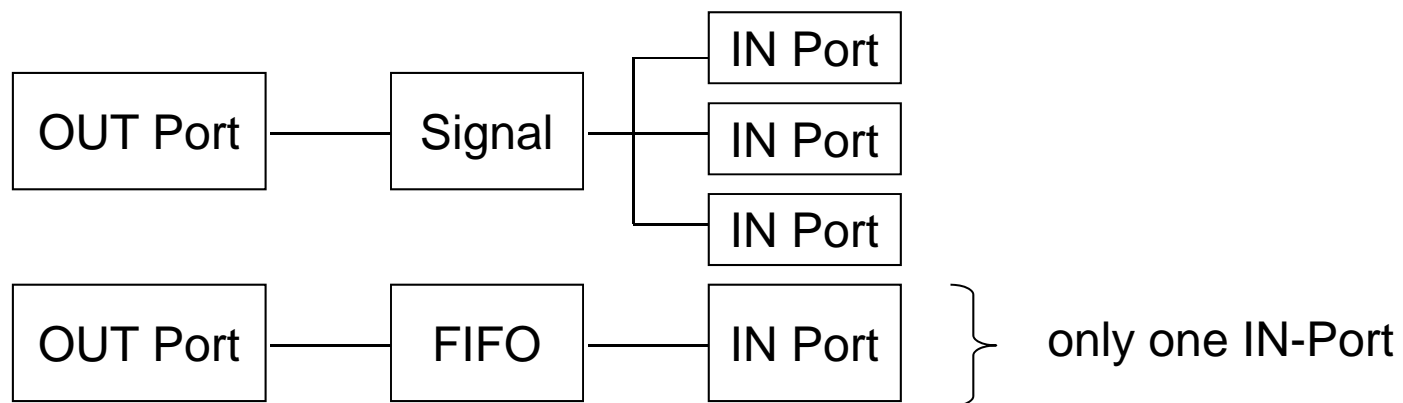 IN Port
OUT Port
Signal
IN Port
IN Port
OUT Port
FIFO
IN Port
only one IN-Port